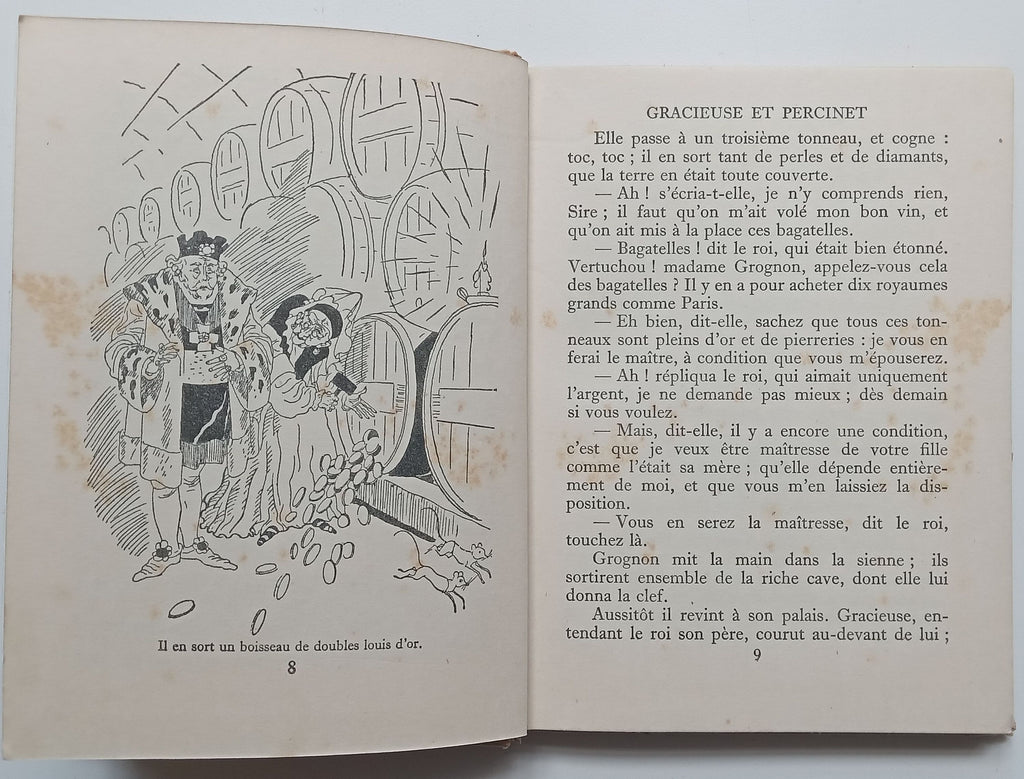 Il en sort un boisseau de doubles louis d'or.
8
GRACIEUSE ET PERCINET
Elle passe à un troisième tonneau, et cogne :
toc, toc ; il en sort tant de perles et de diamants,
que la terre en était toute couverte.
— Ah ! s'écria-t-elle, je n'y comprends rien,
Sire ; il faut qu'on m'ait volé mon bon vin, et
qu'on ait mis à la place ces bagatelles.
— Bagatelles ! dit le roi, qui était bien étonné.
Vertuchou ! madame Grognon, appelez-vous cela
des bagatelles ? Il y en a pour acheter dix royaumes
grands comme Paris.
— Eh bien, dit-elle, sachez que tous ces ton-
neaux sont pleins d'or et de pierreries : je vous en
ferai le maître, à condition que vous m'épouserez.
— Ah ! répliqua le roi, qui aimait uniquement
l'argent, je ne demande pas mieux ; dès demain
si vous voulez.
— Mais, dit-elle, il y a encore une condition,
c'est que je veux être maîtresse de votre fille
comme l'était sa mère ; qu'elle dépende entière-
ment de moi, et que vous m'en laissiez la dis-
position.
— Vous en serez la maîtresse, dit le roi,
touchez là.
Grognon mit la main dans la sienne ; ils
sortirent ensemble de la riche cave, dont elle lui
donna la clef.
Aussitôt il revint à son palais. Gracieuse, en-
tendant le roi son père, courut au-devant de lui ;
9